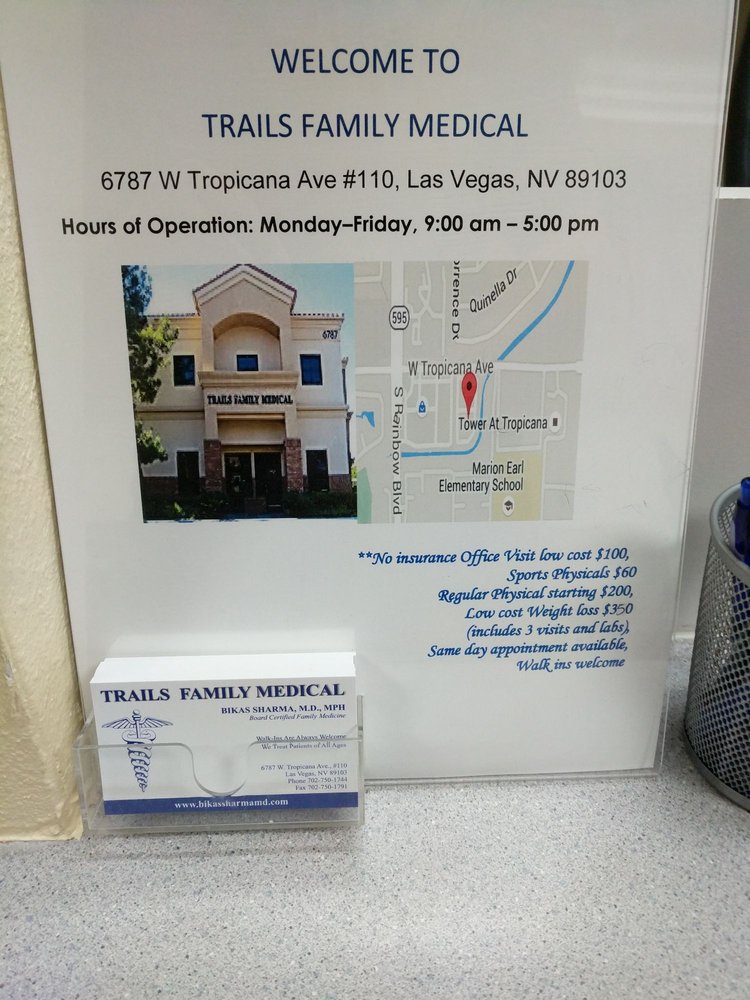 WELCOME TO
TRAILS FAMILY MEDICAL
6787 W Tropicana Ave #110, Las Vegas, NV 89103
Hours of Operation: Monday–Friday, 9:00 am – 5:00 pm
6787
TRAILS FAMILY MEDICAL
595
orrence Dr
Quinella Dr
W Tropicana Ave
S Rainbow Blvd
Tower At Tropicana
Marion Earl
Elementary School
**No insurance Office Visit low cost $100,
Sports Physicals $60
Regular Physical starting $200,
Low cost Weight loss $350
(includes 3 visits and labs),
Same day appointment available,
Walk ins welcome
TRAILS FAMILY MEDICAL
BIKAS SHARMA, M.D., MPH
Board Certified Family Medicine
Walk-Ins Are Always Welcome
We Treat Patients of All Ages
6787 W. Tropicana Ave., #110
Las Vegas, NV 89103
Phone 702-750-1744
Fax 702-750-1791
www.bikassharmamd.com